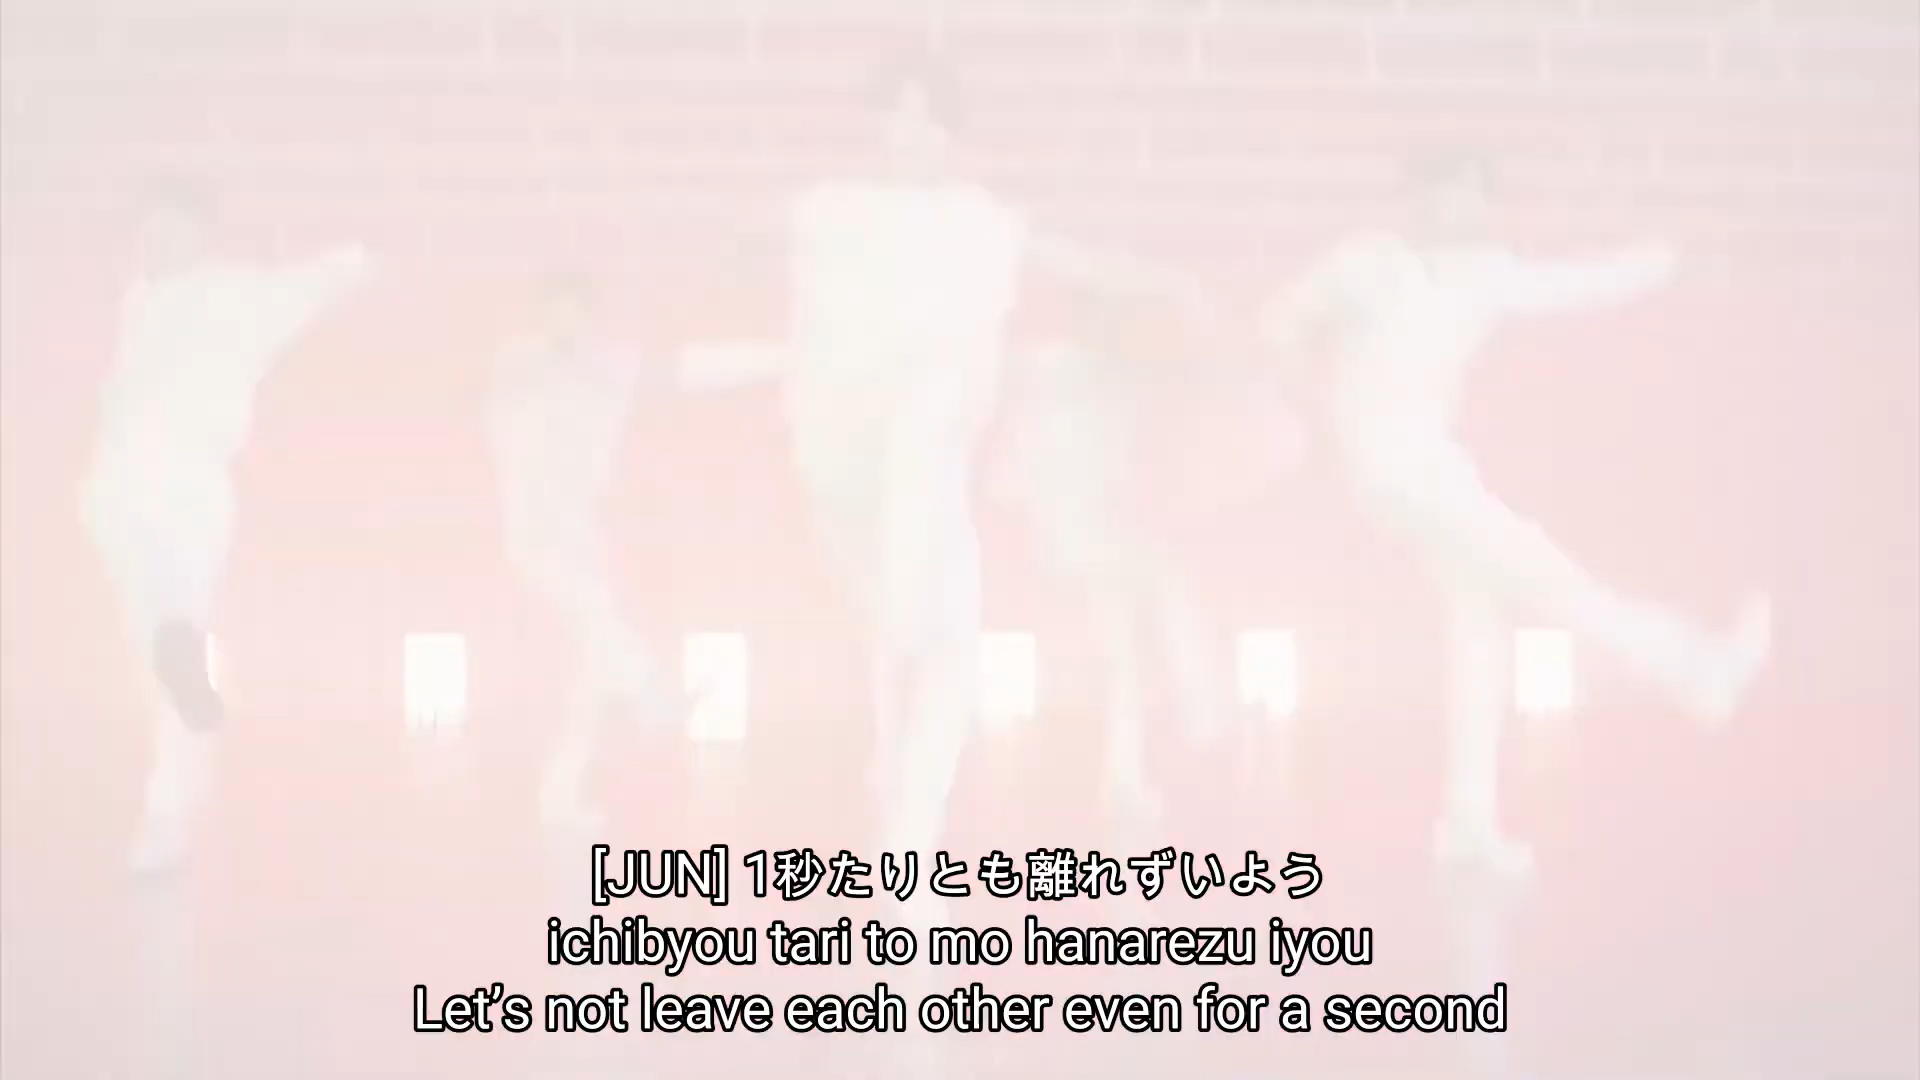 [JUN] 1秒たりとも離れずいよう
ichibyou tari to mo hanarezu iyou
Let’s not leave each other even for a second